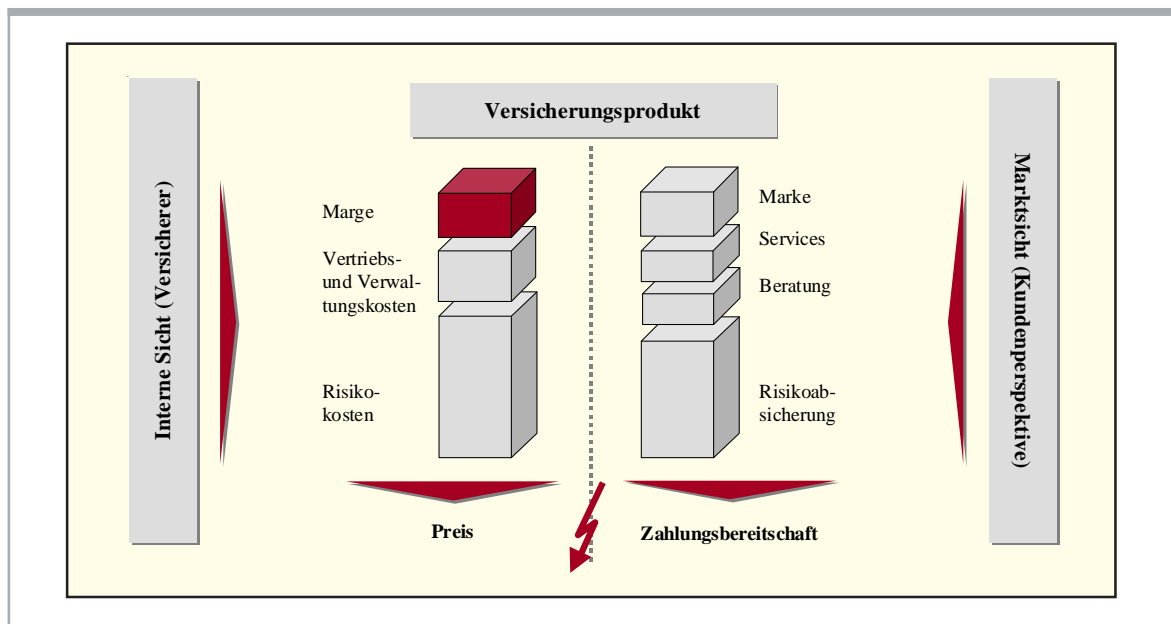 Versicherungsprodukt
Interne Sicht (Versicherer)
Marge
Vertriebs-
und Verwal-
tungskosten
Risiko-
kosten
Preis
Marke
Services
Beratung
Risikoab-
sicherung
Zahlungsbereitschaft
Marktsicht (Kundenperspektive)